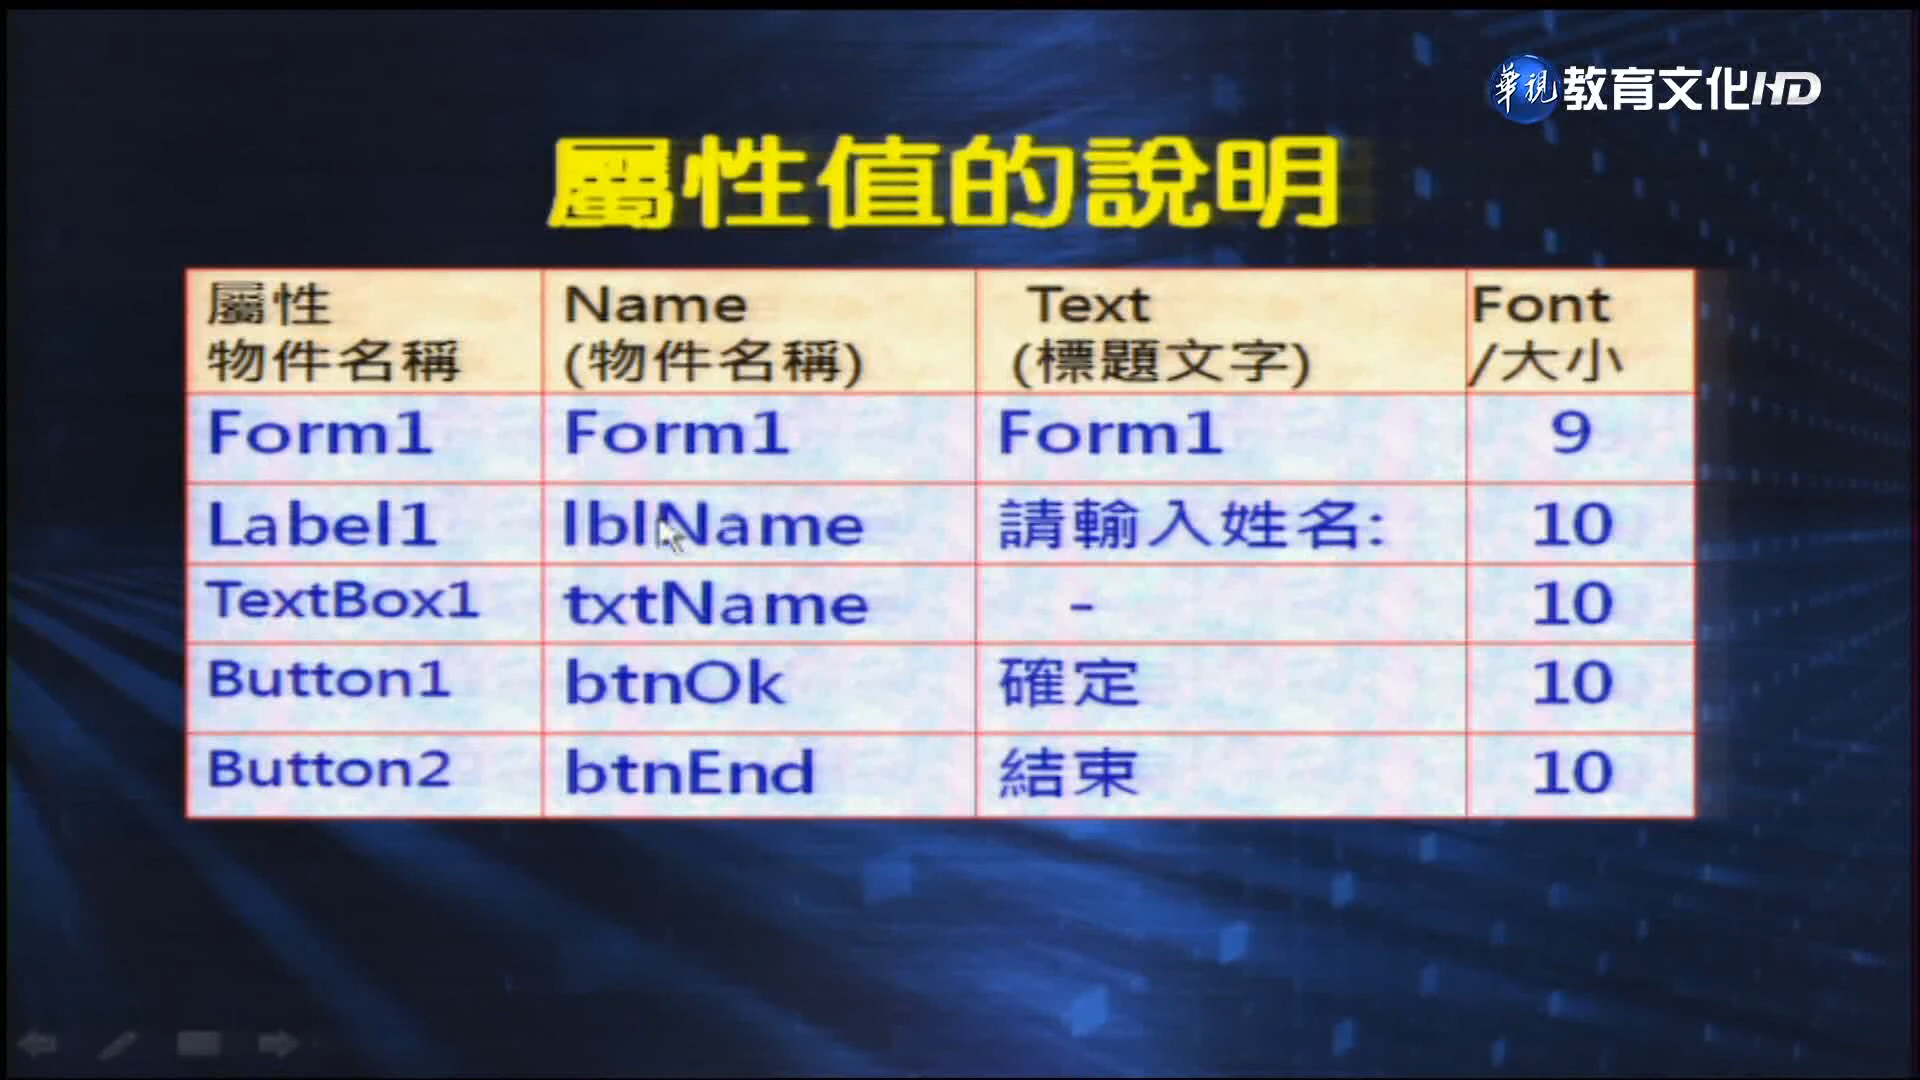 華視 教育文化HD
屬性值的說明
屬性
物件名稱
Name
(物件名稱)
Text
(標題文字)
Font
/大小
Form1 Form1 Form1 9
Label1 lblName 請輸入姓名: 10
TextBox1 txtName - 10
Button1 btnOk 確定 10
Button2 btnEnd 結束 10